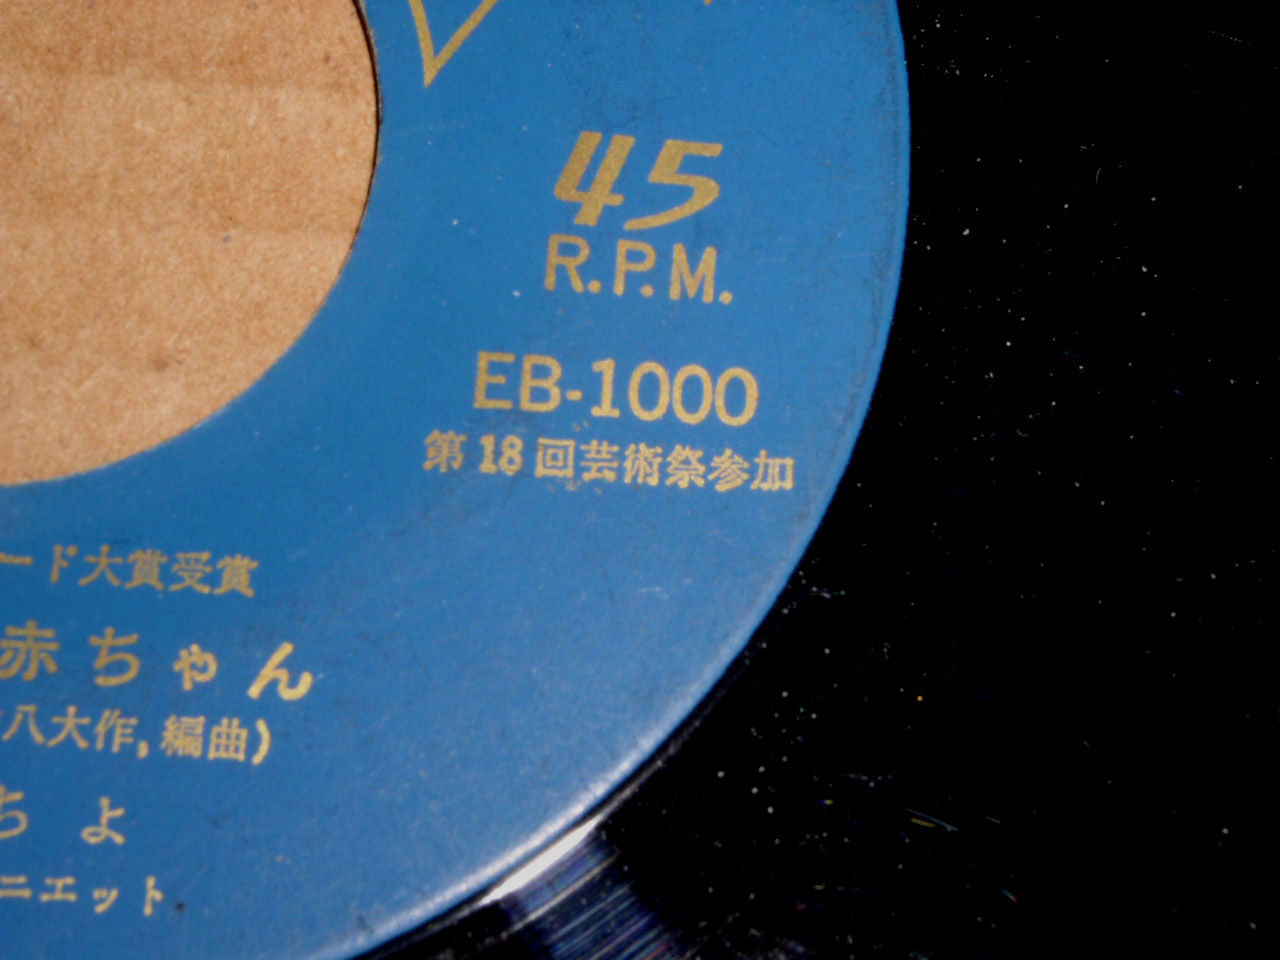 45
R.P.M.
EB-1000
第18回芸術祭参加
ード大賞受賞
赤ちゃん
八大作,編曲)
ちよ
ニエット